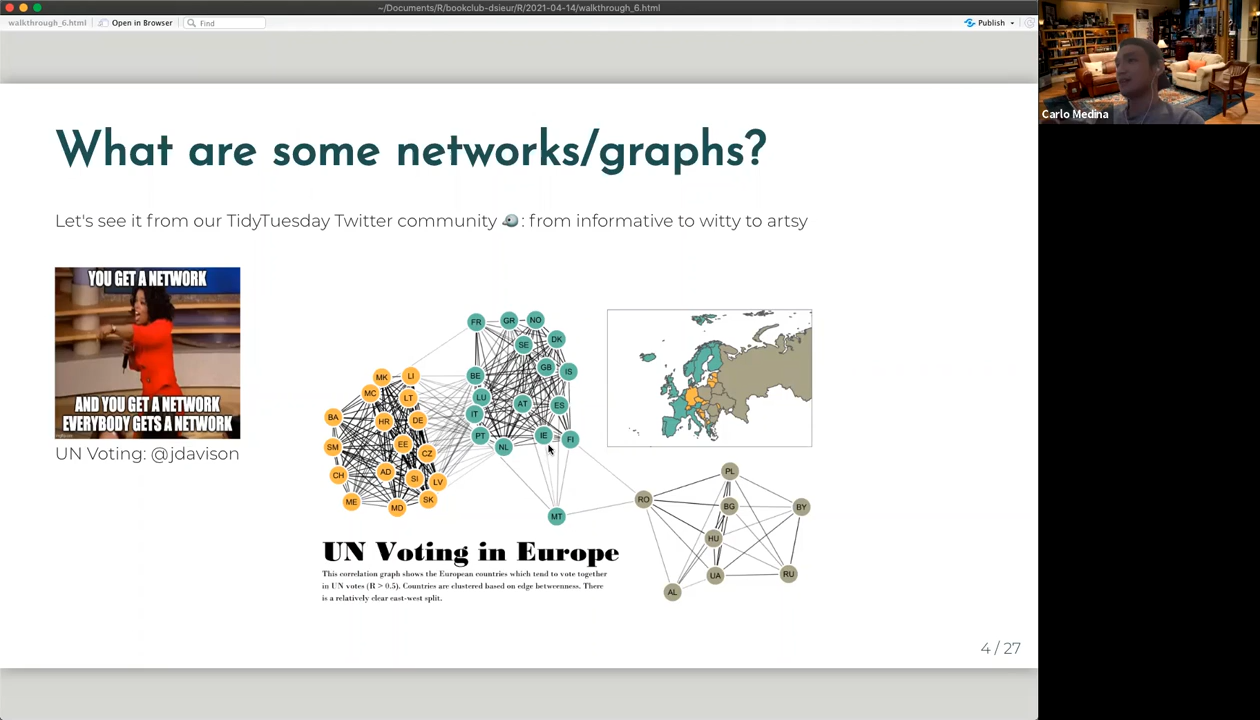 ~/Documents/R/bookclub-dsieur/R/2021-04-14/walkthrough_6.html
walkthrough_6.html
Open in Browser
Find
Publish
Carlo Medina
What are some networks/graphs?
Let's see it from our TidyTuesday Twitter community : from informative to witty to artsy
YOU GET A NETWORK
AND YOU GET A NETWORK
EVERYBODY GETS A NETWORK
UN Voting: @jdavison
FR
GR
NO
SE
DK
GB
IS
BE
LU
AT
ES
IT
PT
NL
IE
FI
MT
MK
LI
MC
LT
BA
HR
DE
EE
CZ
SM
CH
AD
SI
LV
ME
MD
SK
RO
PL
BG
BY
HU
UA
RU
AL
UN Voting in Europe
This correlation graph shows the European countries which tend to vote together
in UN votes (R > 0.5). Countries are clustered based on edge betweenness. There
is a relatively clear east-west split.
4 / 27